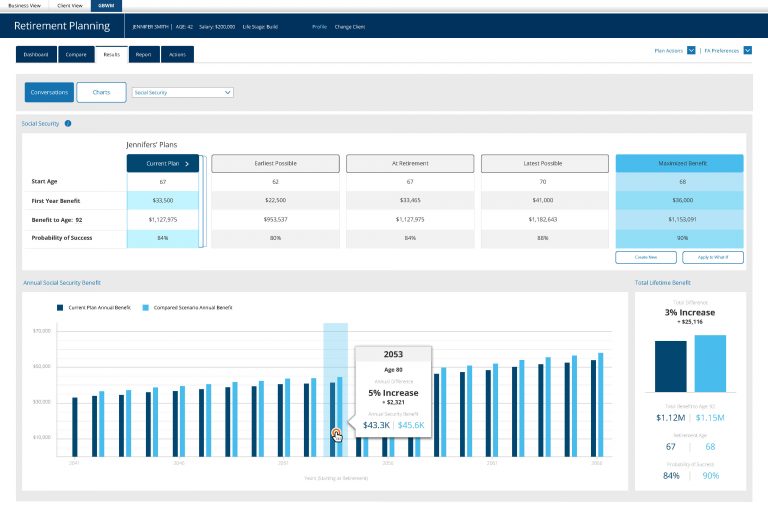 Business View Client View GBWM
Retirement Planning JENNIFER SMITH | AGE: 42 Salary: $200,000 Life Stage: Build Profile Change Client
Dashboard Compare Results Report Actions Plan Actions | FA Preferences
Conversations Charts Social Security
Social Security
Jennifers' Plans
Current Plan Earliest Possible At Retirement Latest Possible Maximized Benefit
Start Age 67 62 67 70 68
First Year Benefit $33,500 $22,500 $33,465 $41,000 $36,000
Benefit to Age: 92 $1,127,975 $953,537 $1,127,975 $1,182,643 $1,153,091
Probability of Success 84% 80% 84% 88% 90%
Create New Apply to What If
Annual Social Security Benefit
Current Plan Annual Benefit Compared Scenario Annual Benefit
$70,000
$50,000
$30,000
$10,000
2053
Age 80
Annual Difference
5% Increase
+ $2,321
Annual Security Benefit
$43.3K | $45.6K
2041 2046 2051 2056 2061 2066
Years (Starting at Retirement)
Total Lifetime Benefit
Total Difference
3% Increase
+ $25,116
Total Benefit to Age 92
$1.12M | $1.15M
Retirement Age
67 | 68
Probability of Success
84% | 90%